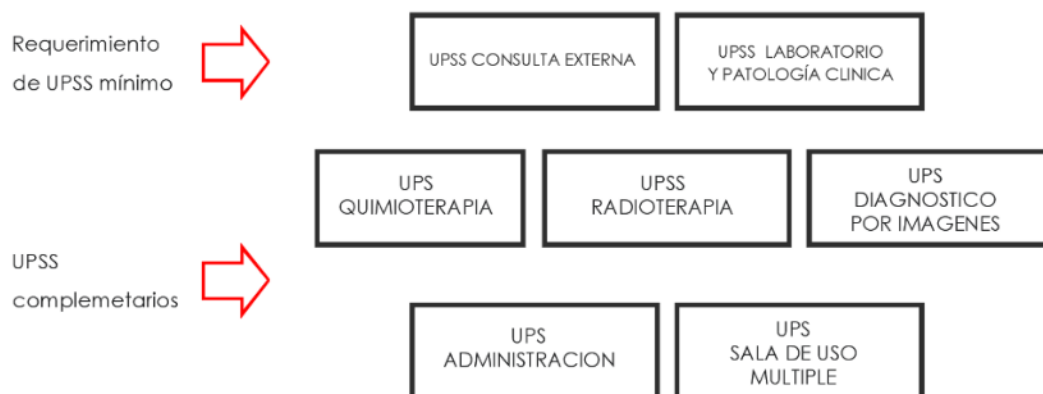 Requerimiento
de UPSS mínimo
UPSS CONSULTA EXTERNA
UPSS LABORATORIO
Y PATOLOGÍA CLINICA
UPS
QUIMIOTERAPIA
UPSS
RADIOTERAPIA
UPS
DIAGNOSTICO
POR IMAGENES
UPSS
complemetarios
UPS
ADMINISTRACION
UPS
SALA DE USO
MULTIPLE